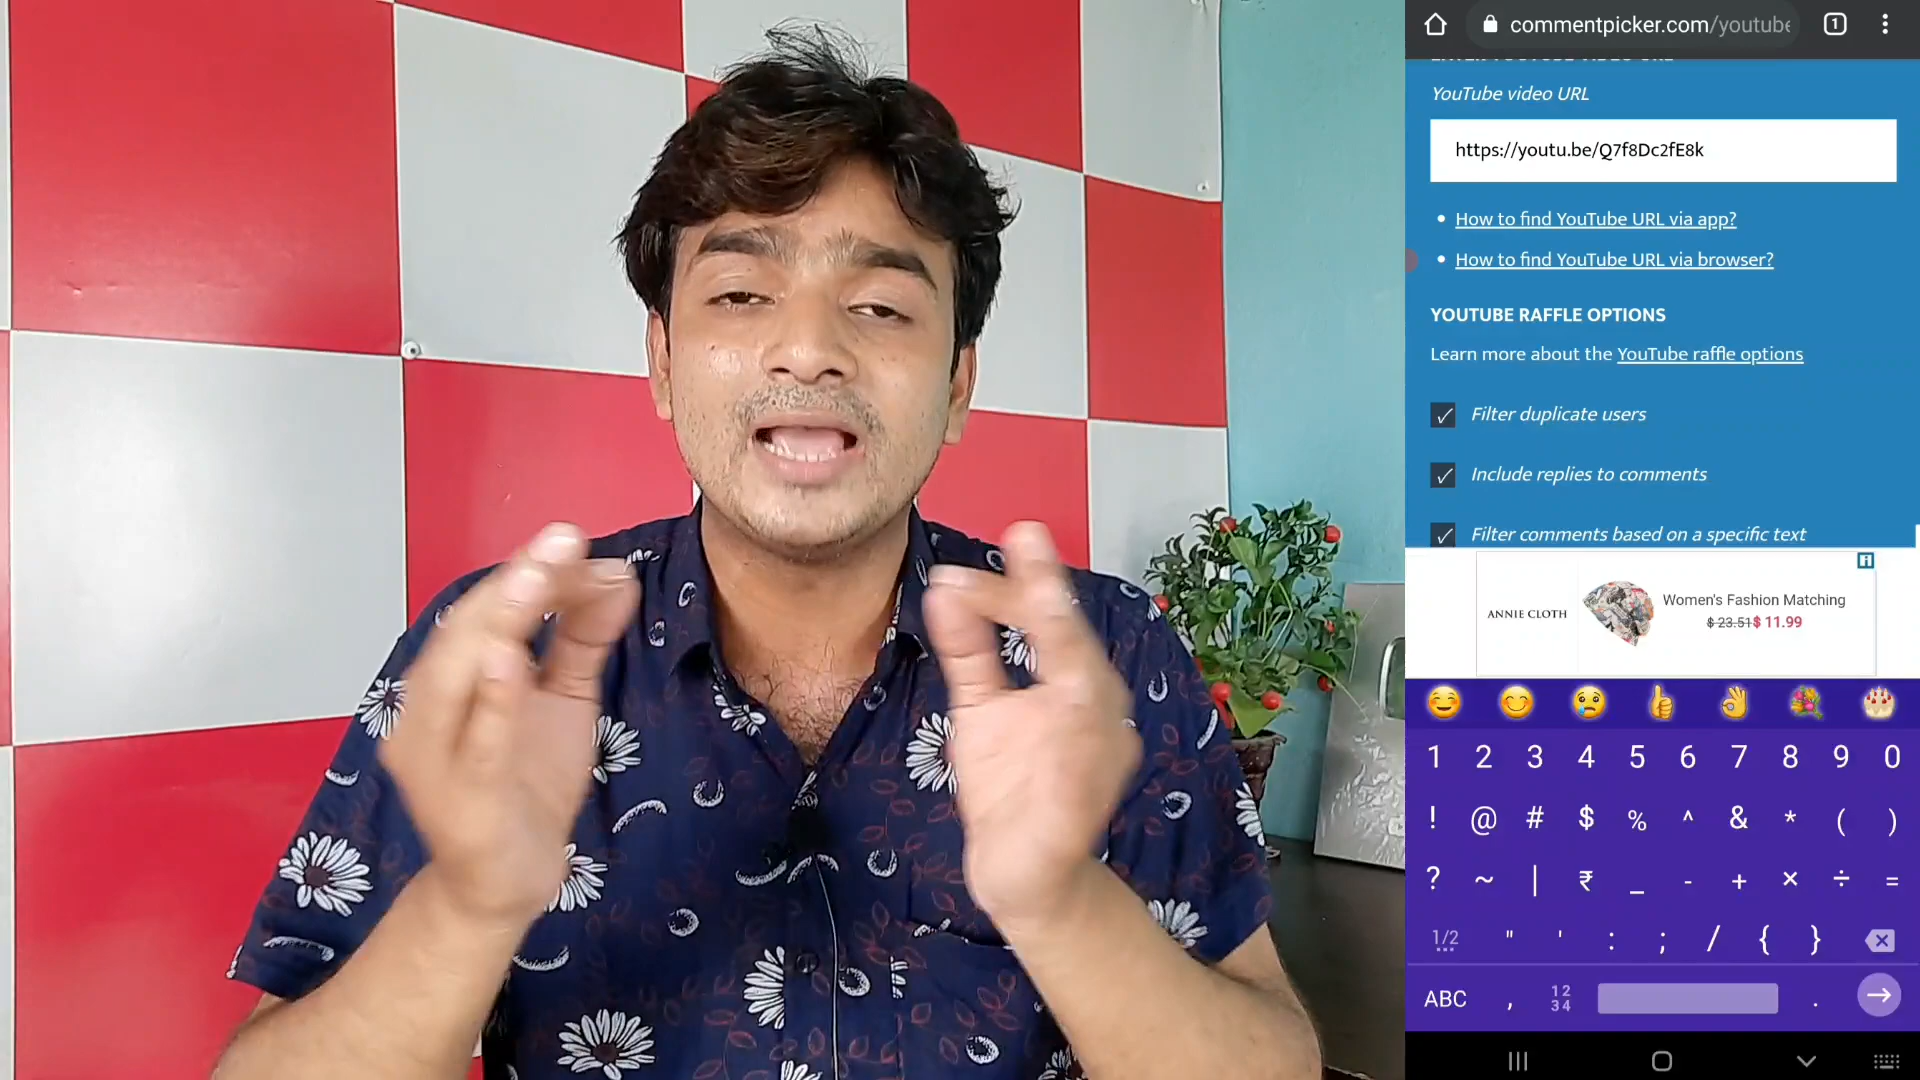 commentpicker.com/youtube
1
YouTube video URL
https://youtu.be/Q7f8Dc2fE8k
How to find YouTube URL via app?
How to find YouTube URL via browser?
YOUTUBE RAFFLE OPTIONS
Learn more about the YouTube raffle options
Filter duplicate users
Include replies to comments
Filter comments based on a specific text
ANNIE CLOTH
Women's Fashion Matching
$ 23.51$ 11.99
1 2 3 4 5 6 7 8 9 0
! @ # $ % ^ & * ( )
? ~ | ₹ _ - + × ÷ =
1/2 " ' : ; / { }
ABC , 12 34 .